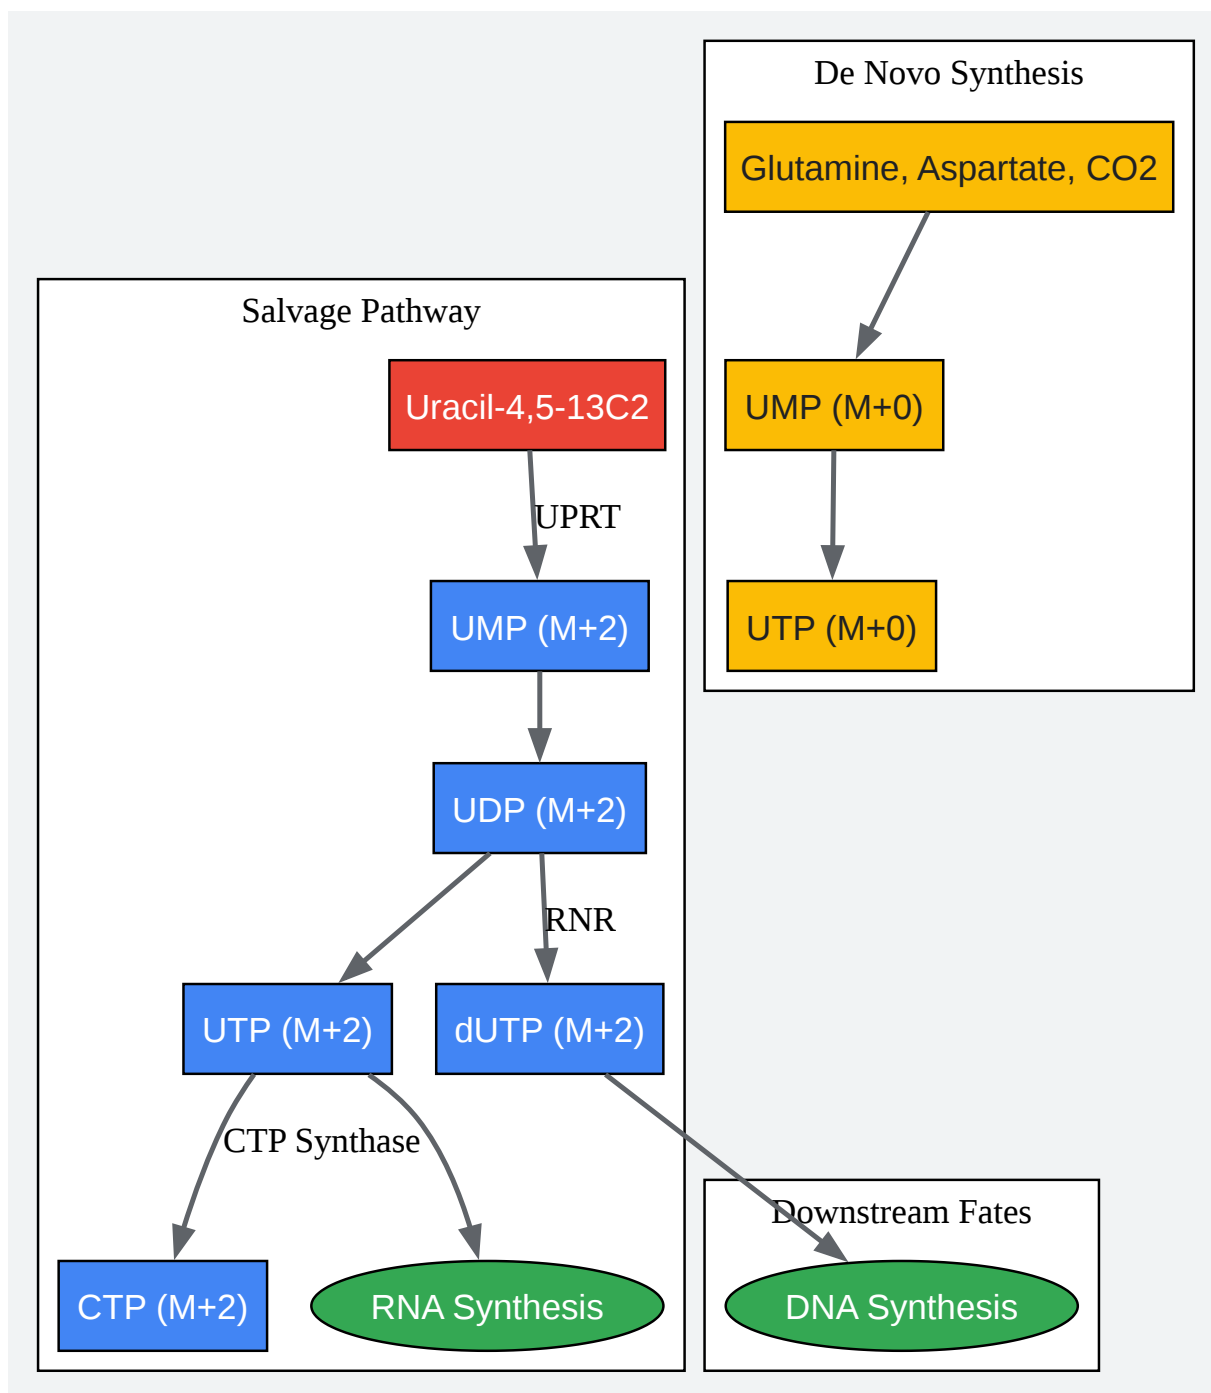 De Novo Synthesis
Glutamine, Aspartate, CO2
Salvage Pathway
Uracil-4,5-13C2
UMP (M+0)
UPRT
UMP (M+2)
UTP (M+0)
UDP (M+2)
RNR
UTP (M+2)
dUTP (M+2)
CTP Synthase
Downstream Fates
CTP (M+2)
RNA Synthesis
DNA Synthesis